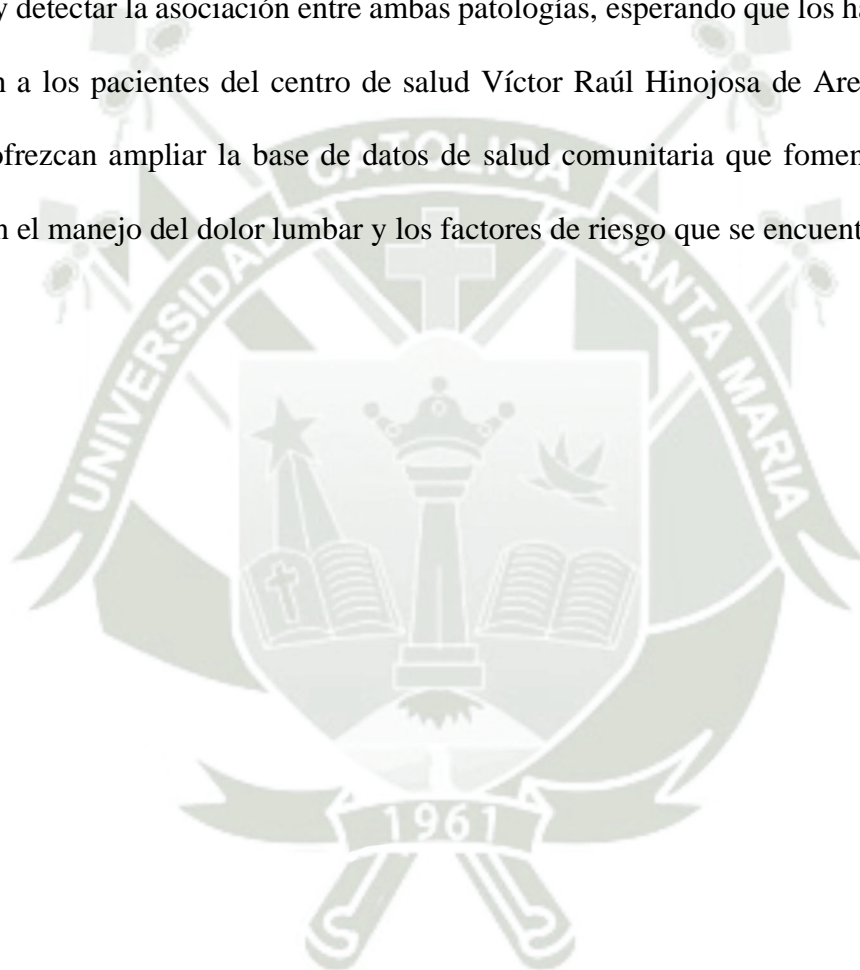 y detectar la asociación entre ambas patologías, esperando que los ha
a los pacientes del centro de salud Víctor Raúl Hinojosa de Are
ofrezcan ampliar la base de datos de salud comunitaria que fomen
el manejo del dolor lumbar y los factores de riesgo que se encuent
UNIVERSIDAD CATOLICA SANTA MARIA
1961